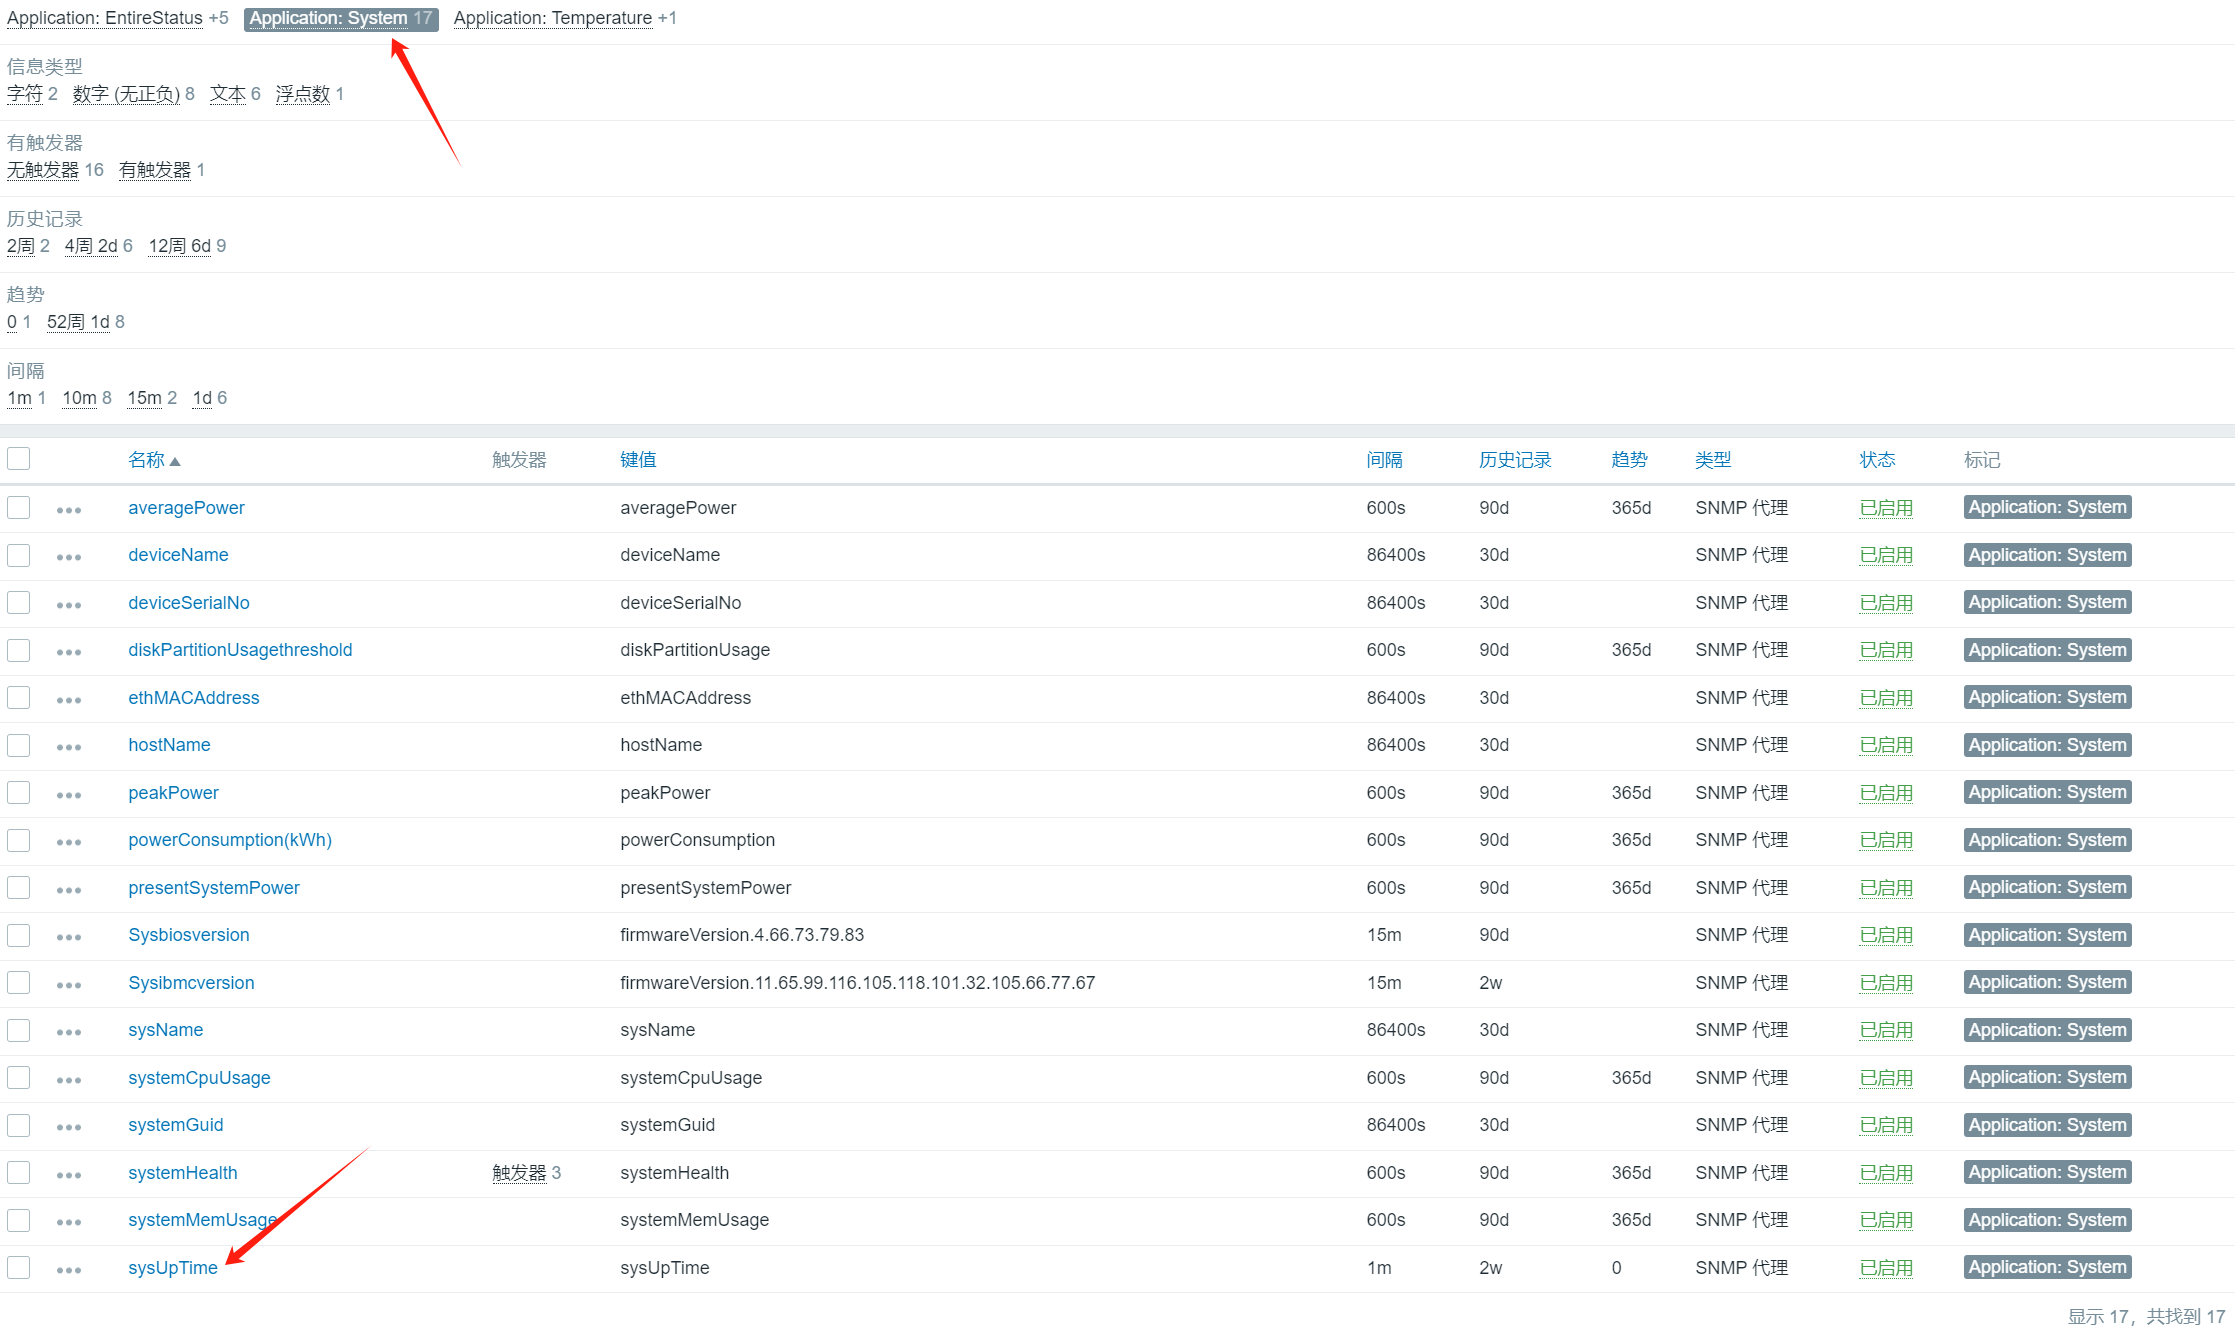 Application: EntireStatus +5 Application: System 17 Application: Temperature +1
信息类型
字符 2 数字 (无正负) 8 文本 6 浮点数 1
有触发器
无触发器 16 有触发器 1
历史记录
2周 2 4周 2d 6 12周 6d 9
趋势
0 1 52周 1d 8
间隔
1m 1 10m 8 15m 2 1d 6
名称 触发器 键值 间隔 历史记录 趋势 类型 状态 标记
averagePower averagePower 600s 90d 365d SNMP 代理 已启用 Application: System
deviceName deviceName 86400s 30d SNMP 代理 已启用 Application: System
deviceSerialNo deviceSerialNo 86400s 30d SNMP 代理 已启用 Application: System
diskPartitionUsagethreshold diskPartitionUsage 600s 90d 365d SNMP 代理 已启用 Application: System
ethMACAddress ethMACAddress 86400s 30d SNMP 代理 已启用 Application: System
hostName hostName 86400s 30d SNMP 代理 已启用 Application: System
peakPower peakPower 600s 90d 365d SNMP 代理 已启用 Application: System
powerConsumption(kWh) powerConsumption 600s 90d 365d SNMP 代理 已启用 Application: System
presentSystemPower presentSystemPower 600s 90d 365d SNMP 代理 已启用 Application: System
Sysbiosversion firmwareVersion.4.66.73.79.83 15m 90d SNMP 代理 已启用 Application: System
Sysibmcversion firmwareVersion.11.65.99.116.105.118.101.32.105.66.77.67 15m 2w SNMP 代理 已启用 Application: System
sysName sysName 86400s 30d SNMP 代理 已启用 Application: System
systemCpuUsage systemCpuUsage 600s 90d 365d SNMP 代理 已启用 Application: System
systemGuid systemGuid 86400s 30d SNMP 代理 已启用 Application: System
systemHealth 触发器 3 systemHealth 600s 90d 365d SNMP 代理 已启用 Application: System
systemMemUsage systemMemUsage 600s 90d 365d SNMP 代理 已启用 Application: System
sysUpTime sysUpTime 1m 2w 0 SNMP 代理 已启用 Application: System
显示 17，共找到 17